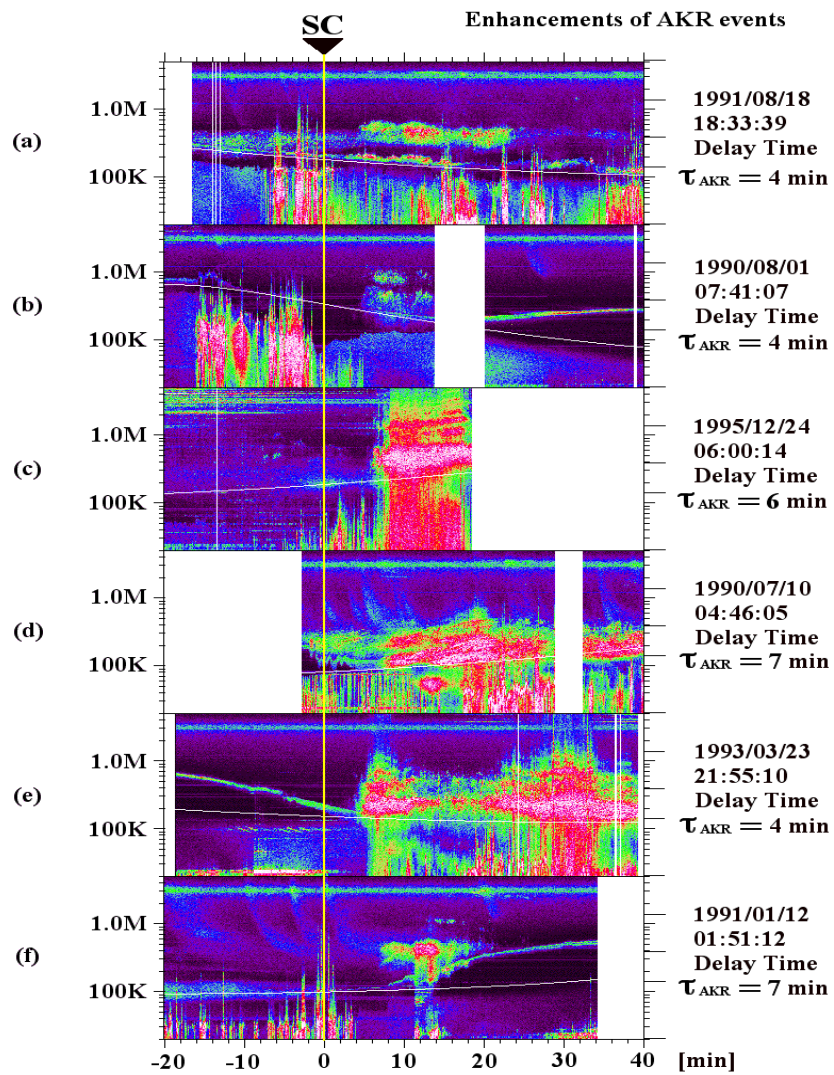 SC
Enhancements of AKR events
(a)
1.0M
100K
1991/08/18
18:33:39
Delay Time
τAKR = 4 min
(b)
1.0M
100K
1990/08/01
07:41:07
Delay Time
τAKR = 4 min
(c)
1.0M
100K
1995/12/24
06:00:14
Delay Time
τAKR = 6 min
(d)
1.0M
100K
1990/07/10
04:46:05
Delay Time
τAKR = 7 min
(e)
1.0M
100K
1993/03/23
21:55:10
Delay Time
τAKR = 4 min
(f)
1.0M
100K
1991/01/12
01:51:12
Delay Time
τAKR = 7 min
-20 -10 0 10 20 30 40 [min]